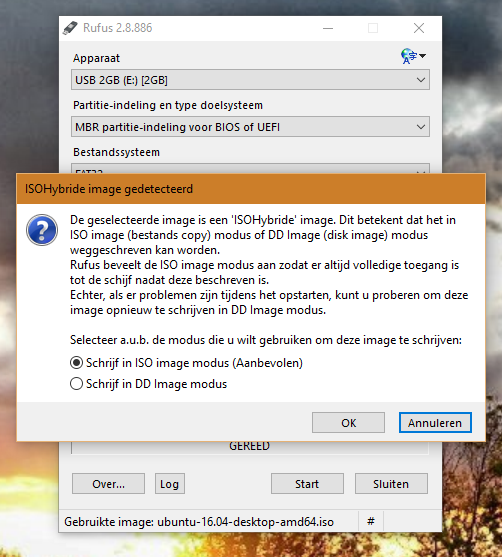 Rufus 2.8.886
Apparaat
USB 2GB (E:) [2GB]
Partitie-indeling en type doelsysteem
MBR partitie-indeling voor BIOS of UEFI
Bestandssysteem
FAT32
ISOHybride image gedetecteerd
De geselecteerde image is een 'ISOHybride' image. Dit betekent dat het in
ISO image (bestands copy) modus of DD Image (disk image) modus
weggeschreven kan worden.
Rufus beveelt de ISO image modus aan zodat er altijd volledige toegang is
tot de schijf nadat deze beschreven is.
Echter, als er problemen zijn tijdens het opstarten, kunt u proberen om deze
image opnieuw te schrijven in DD Image modus.
Selecteer a.u.b. de modus die u wilt gebruiken om deze image te schrijven:
Schrijf in ISO image modus (Aanbevolen)
Schrijf in DD Image modus
OK
Annuleren
GEREED
Over...
Log
Start
Sluiten
Gebruikte image: ubuntu-16.04-desktop-amd64.iso
#